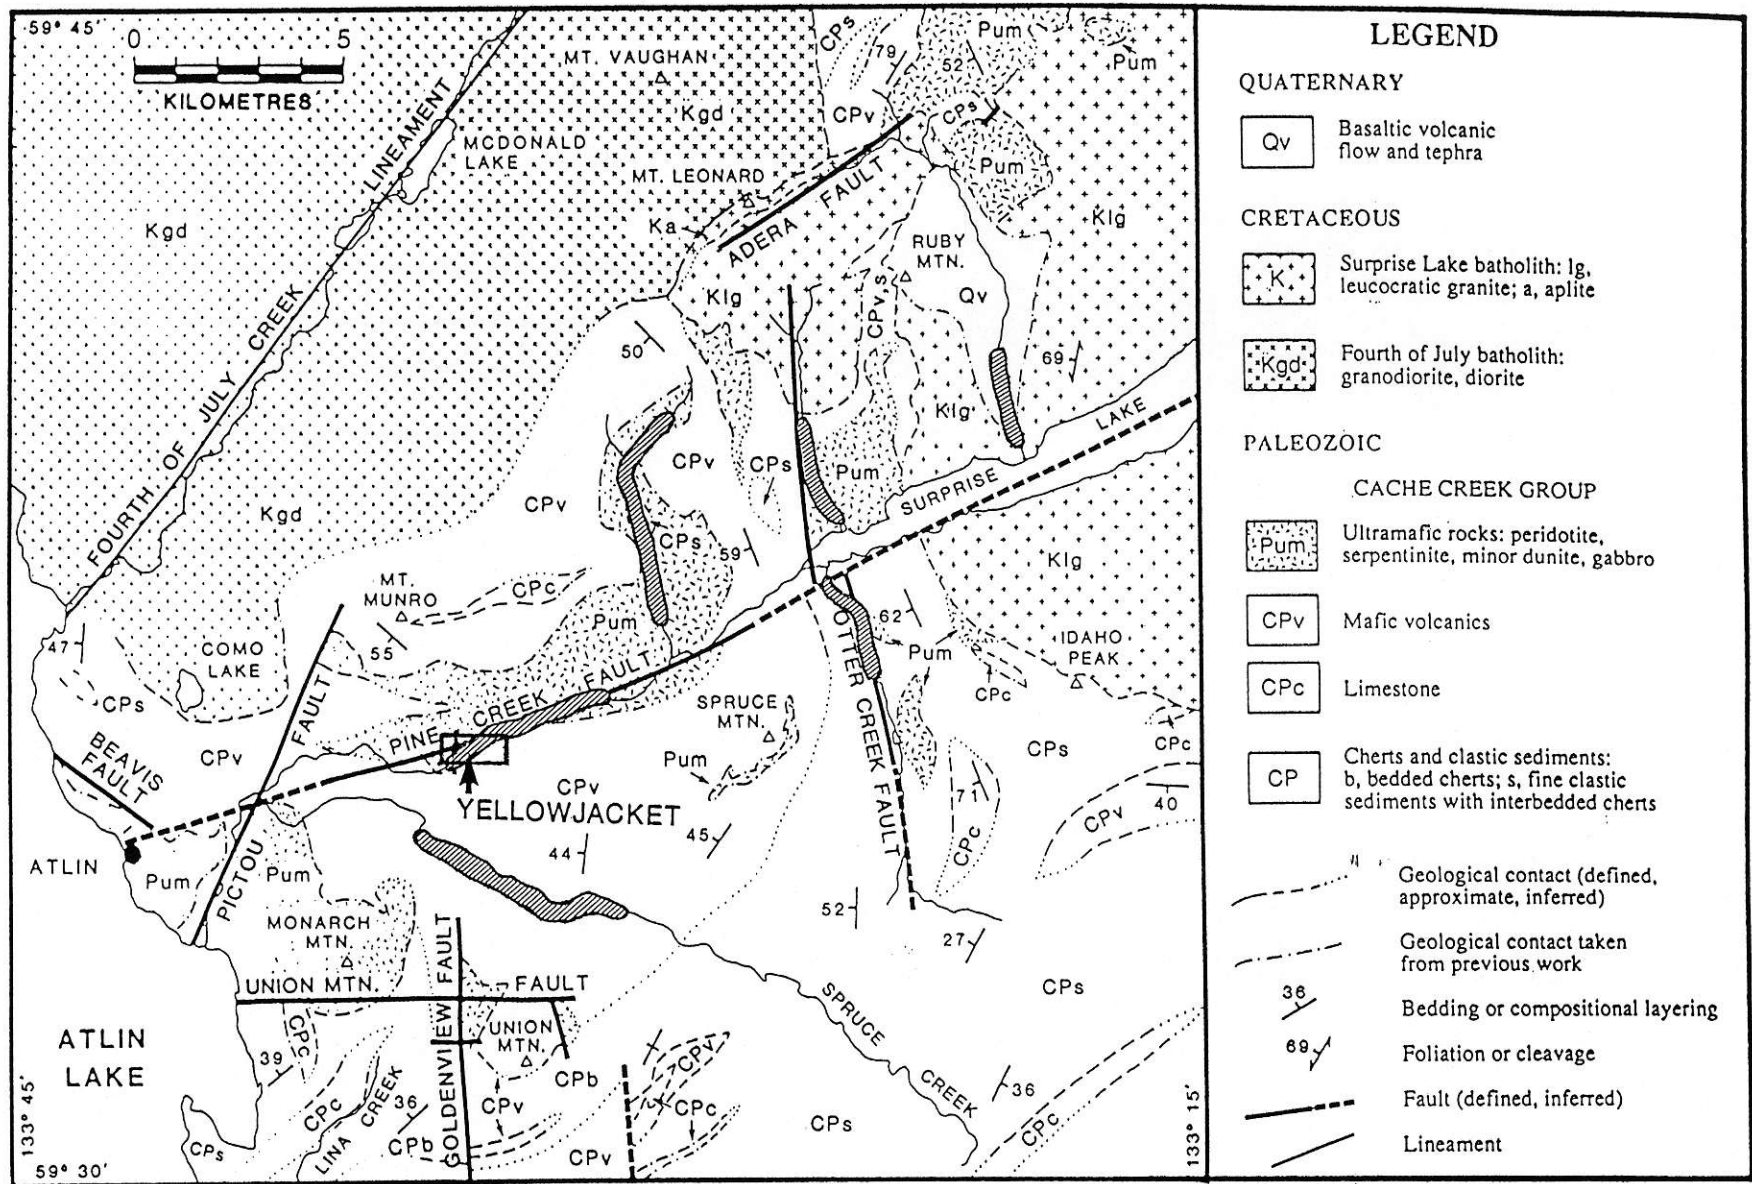 59° 45'
0 5
KILOMETRES
MT. VAUGHAN
Kgd
CPs
79
52
Pum
Pum
CPv
CPs
Pum
FOURTH OF JULY CREEK LINEAMENT
MCDONALD
LAKE
MT. LEONARD
Ka
ADERA FAULT
Kgd
Klg
RUBY
MTN.
Qv
Klg
CPv,s
50
69
Klg
CPv
CPs
Pum
SURPRISE LAKE
Kgd
CPv
CPs
59
Klg
MT.
MUNRO
CPc
Pum
62
Pum
OTTER CREEK FAULT
IDAHO
PEAK
CPc
47
COMO
LAKE
55
CPs
PINE CREEK FAULT
SPRUCE
MTN.
Pum
CPs
CPc
BEAVIS
FAULT
CPv
PICTOU FAULT
CPv
YELLOWJACKET
45
44
71
CPc
CPv
40
ATLIN
Pum
Pum
52
27
MONARCH
MTN.
UNION MTN. FAULT
GOLDENVIEW FAULT
UNION
MTN.
CPs
SPRUCE CREEK
ATLIN
LAKE
CPc
39
CPc
LINA CREEK
36
CPb
CPv
CPb
CPv
CPc
CPv
36
CPs
CPc
CPs
133° 45'
59° 30'
133° 15'
LEGEND
QUATERNARY
Qv
Basaltic volcanic
flow and tephra
CRETACEOUS
K
Surprise Lake batholith: lg,
leucocratic granite; a, aplite
Kgd
Fourth of July batholith:
granodiorite, diorite
PALEOZOIC
CACHE CREEK GROUP
Pum
Ultramafic rocks: peridotite,
serpentinite, minor dunite, gabbro
CPv
Mafic volcanics
CPc
Limestone
CP
Cherts and clastic sediments:
b, bedded cherts; s, fine clastic
sediments with interbedded cherts
Geological contact (defined,
approximate, inferred)
Geological contact taken
from previous work
36
Bedding or compositional layering
69
Foliation or cleavage
Fault (defined, inferred)
Lineament